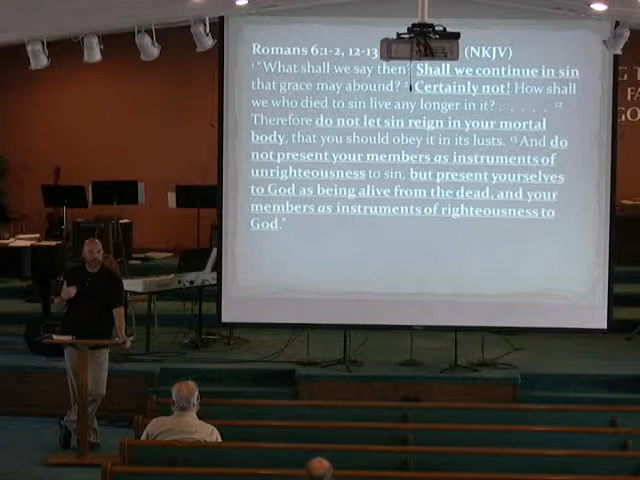 Romans 6:1-2, 12-13 (NKJV)
1 "What shall we say then? Shall we continue in sin
that grace may abound? 2 Certainly not! How shall
we who died to sin live any longer in it? . . . . . 12
Therefore do not let sin reign in your mortal
body, that you should obey it in its lusts. 13 And do
not present your members as instruments of
unrighteousness to sin, but present yourselves
to God as being alive from the dead, and your
members as instruments of righteousness to
God."
FA
GO